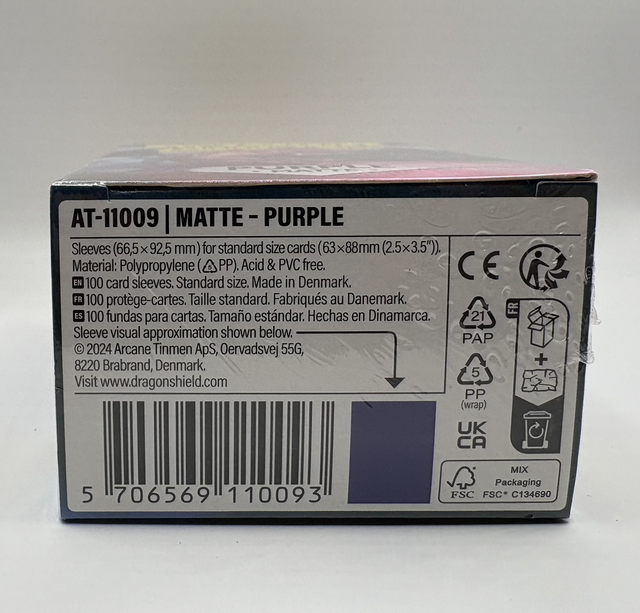 AT-11009 | MATTE - PURPLE
Sleeves (66,5×92,5 mm) for standard size cards (63×88mm (2.5×3.5")).
Material: Polypropylene (PP). Acid & PVC free.
EN 100 card sleeves. Standard size. Made in Denmark.
FR 100 protège-cartes. Taille standard. Fabriqués au Danemark.
ES 100 fundas para cartas. Tamaño estándar. Hechas en Dinamarca.
Sleeve visual approximation shown below.
© 2024 Arcane Tinmen ApS, Oervadsvej 55G,
8220 Brabrand, Denmark.
Visit www.dragonshield.com
5 706569 110093
CE
21
PAP
5
PP
(wrap)
UK
CA
FR
+
FSC
MIX
Packaging
FSC® C134690